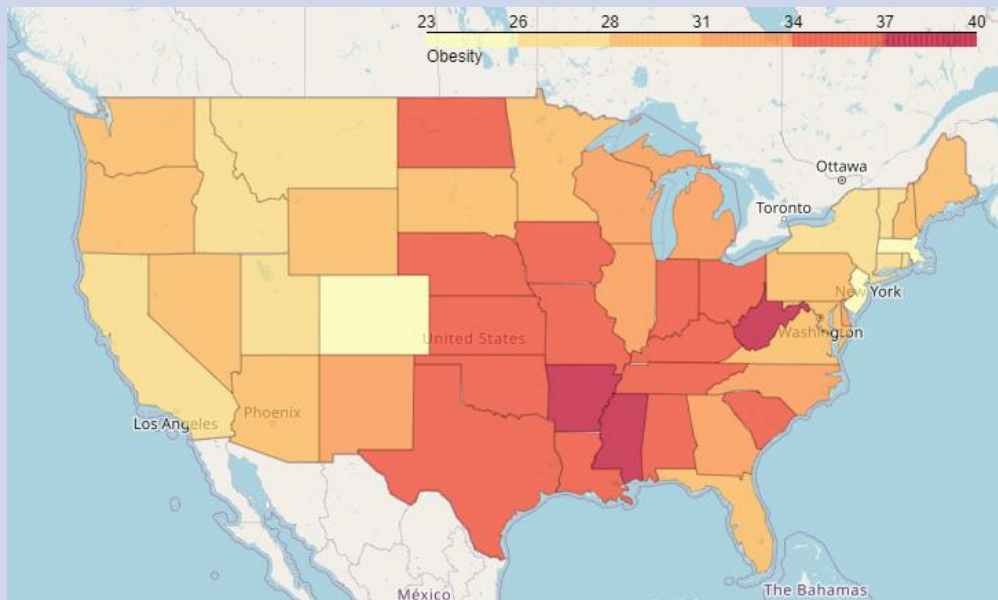 23 26 28 31 34 37 40
Obesity
Ottawa
Toronto
New York
United States
Washington
Phoenix
Los Angeles
México
The Bahamas